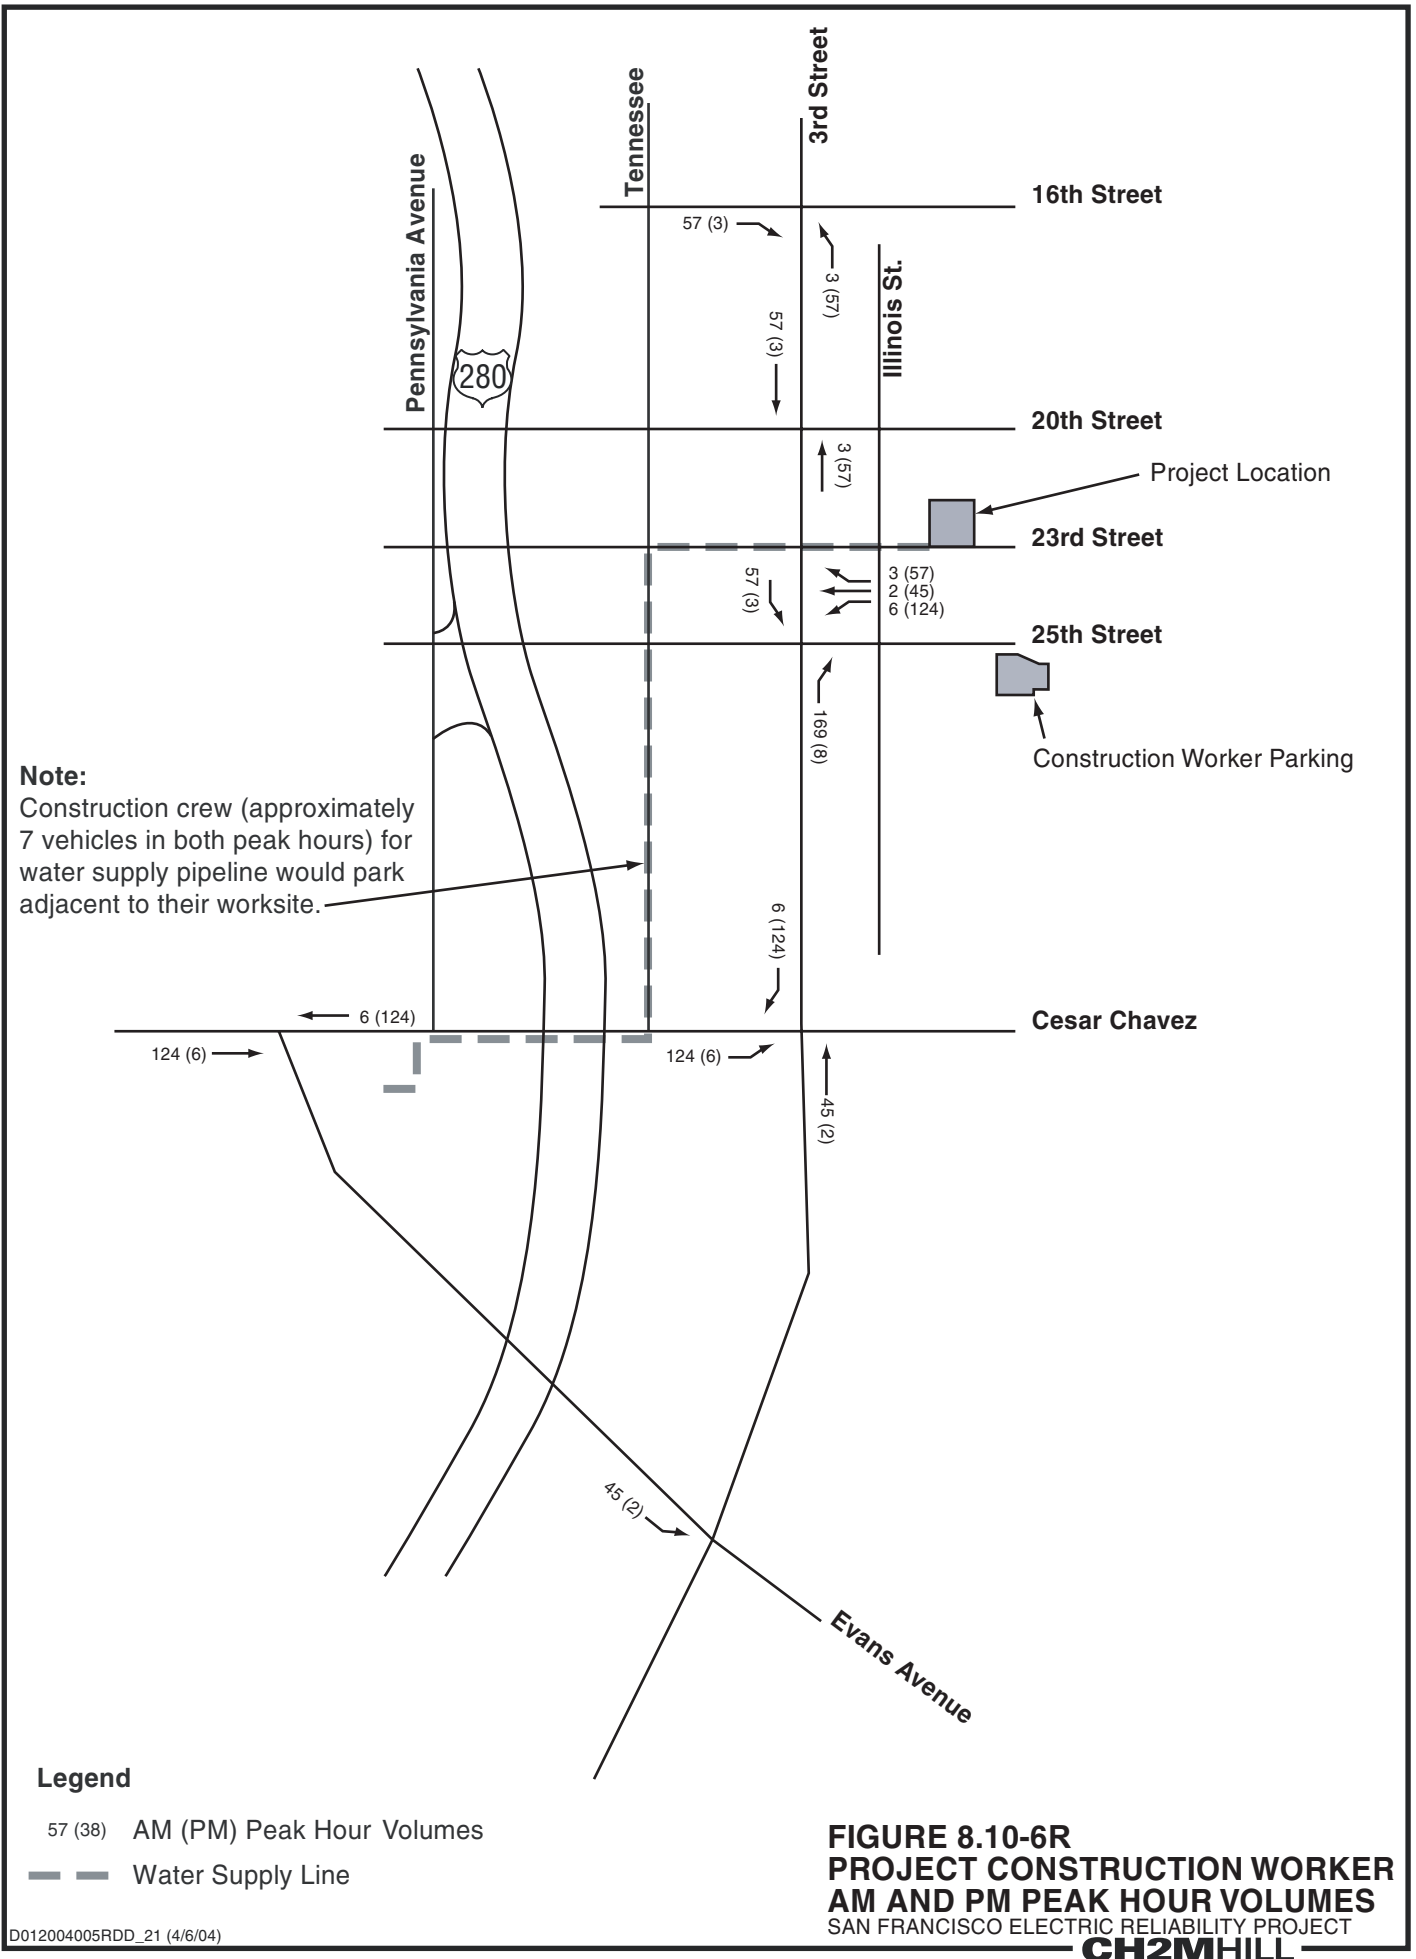 3rd Street
Tennessee
Pennsylvania Avenue
16th Street
57 (3)
3 (57)
Illinois St.
57 (3)
280
20th Street
3 (57)
Project Location
23rd Street
57 (3)
3 (57)
2 (45)
6 (124)
25th Street
169 (8)
Construction Worker Parking
Note:
Construction crew (approximately
7 vehicles in both peak hours) for
water supply pipeline would park
adjacent to their worksite.
6 (124)
6 (124)
Cesar Chavez
124 (6)
124 (6)
45 (2)
45 (2)
Evans Avenue
Legend
57 (38) AM (PM) Peak Hour Volumes
Water Supply Line
FIGURE 8.10-6R
PROJECT CONSTRUCTION WORKER
AM AND PM PEAK HOUR VOLUMES
SAN FRANCISCO ELECTRIC RELIABILITY PROJECT
D012004005RDD_21 (4/6/04)
CH2MHILL